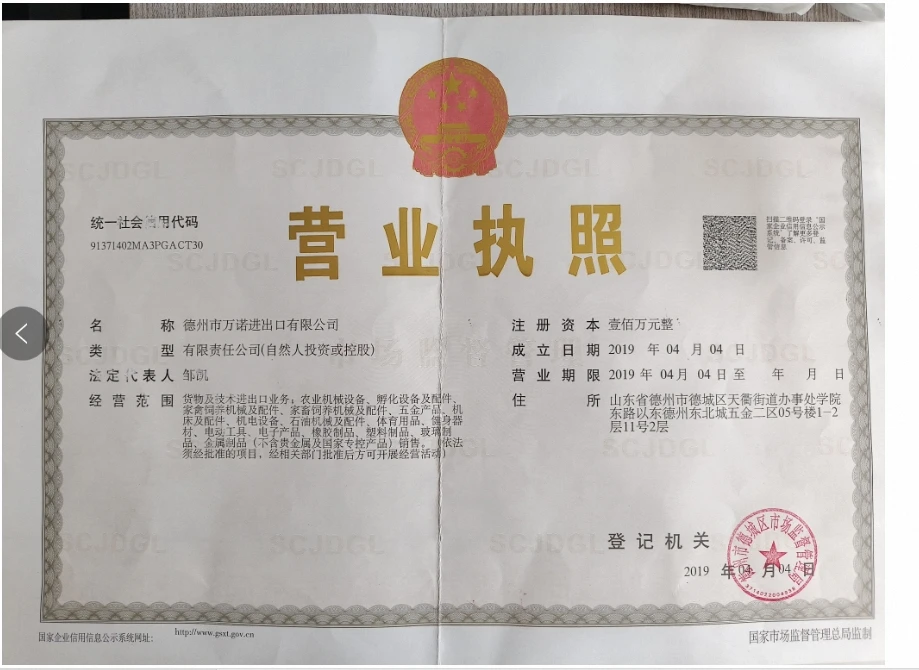 统一社会信用代码
91371402MA3PGACT30
营业执照
扫描二维码登录“国
家企业信用信息公示
系统”了解更多登
记、备案、许可、监
管信息
名 称 德州市万诺进出口有限公司
类 型 有限责任公司(自然人投资或控股)
法定代表人 邹凯
经营范围 货物及技术进出口业务；农业机械设备、孵化设备及配件、
家禽饲养机械及配件、家畜饲养机械及配件、五金产品、机
床及配件、机电设备、石油机械及配件、体育用品、健身器
材、电动工具、电子产品、橡胶制品、塑料制品、玻璃制
品、金属制品（不含贵金属及国家专控产品）销售。（依法
须经批准的项目，经相关部门批准后方可开展经营活动）
注册资本 壹佰万元整
成立日期 2019 年 04 月 04 日
营业期限 2019 年 04 月 04 日 至 年 月 日
住 所 山东省德州市德城区天衢街道办事处学院
东路以东德州东北城五金二区05号楼1-2
层11号2层
登记机关
2019 年 04 月 04 日
德州市德城区市场监督管理局
国家企业信用信息公示系统网址：
http://www.gsxt.gov.cn
国家市场监督管理总局监制
SCJDGL